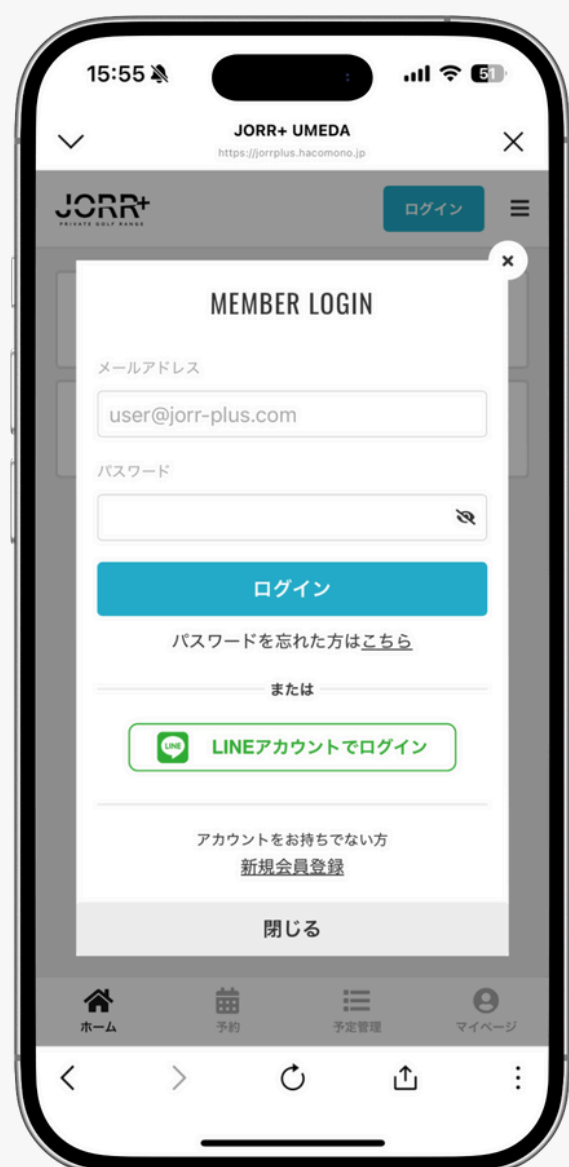 15:55
51
JORR+ UMEDA
https://jorrplus.hacomono.jp
JORR+
PRIVATE GOLF RANGE
ログイン
MEMBER LOGIN
メールアドレス
user@jorr-plus.com
パスワード
ログイン
パスワードを忘れた方はこちら
または
LINE
LINEアカウントでログイン
アカウントをお持ちでない方
新規会員登録
閉じる
ホーム
予約
予定管理
マイページ